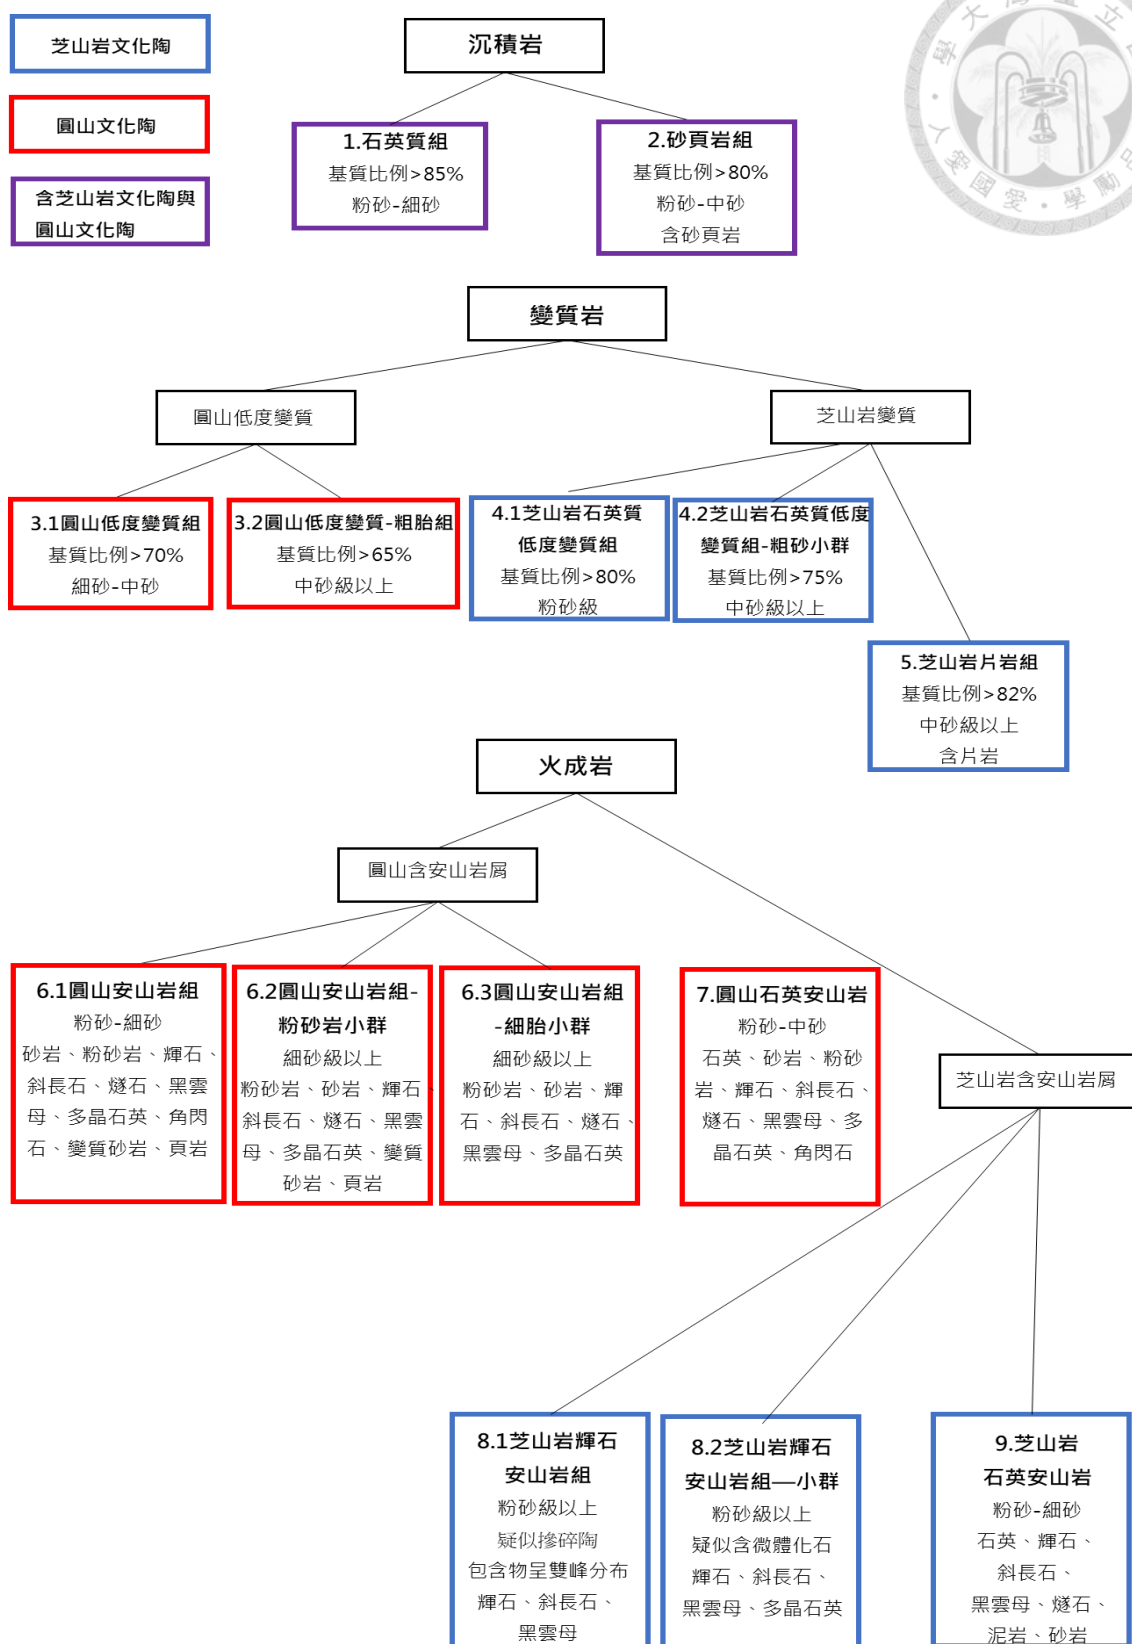 芝山岩文化陶
圓山文化陶
含芝山岩文化陶與
圓山文化陶
沉積岩
1.石英質組
基質比例>85%
粉砂-細砂
2.砂頁岩組
基質比例>80%
粉砂-中砂
含砂頁岩
變質岩
圓山低度變質
芝山岩變質
3.1圓山低度變質組
基質比例>70%
細砂-中砂
3.2圓山低度變質-粗胎組
基質比例>65%
中砂級以上
4.1芝山岩石英質
低度變質組
基質比例>80%
粉砂級
4.2芝山岩石英質低度
變質組-粗砂小群
基質比例>75%
中砂級以上
5.芝山岩片岩組
基質比例>82%
中砂級以上
含片岩
火成岩
圓山含安山岩屑
6.1圓山安山岩組
粉砂-細砂
砂岩、粉砂岩、輝石、
斜長石、燧石、黑雲
母、多晶石英、角閃
石、變質砂岩、頁岩
6.2圓山安山岩組-
粉砂岩小群
細砂級以上
粉砂岩、砂岩、輝石、
斜長石、燧石、黑雲
母、多晶石英、變質
砂岩、頁岩
6.3圓山安山岩組
-細胎小群
細砂級以上
粉砂岩、砂岩、輝
石、斜長石、燧石、
黑雲母、多晶石英
7.圓山石英安山岩
粉砂-中砂
石英、砂岩、粉砂
岩、輝石、斜長石、
燧石、黑雲母、多
晶石英、角閃石
芝山岩含安山岩屑
8.1芝山岩輝石
安山岩組
粉砂級以上
疑似摻碎陶
包含物呈雙峰分布
輝石、斜長石、
黑雲母
8.2芝山岩輝石
安山岩組—小群
粉砂級以上
疑似含微體化石
輝石、斜長石、
黑雲母、多晶石英
9.芝山岩
石英安山岩
粉砂-細砂
石英、輝石、
斜長石、
黑雲母、燧石、
泥岩、砂岩